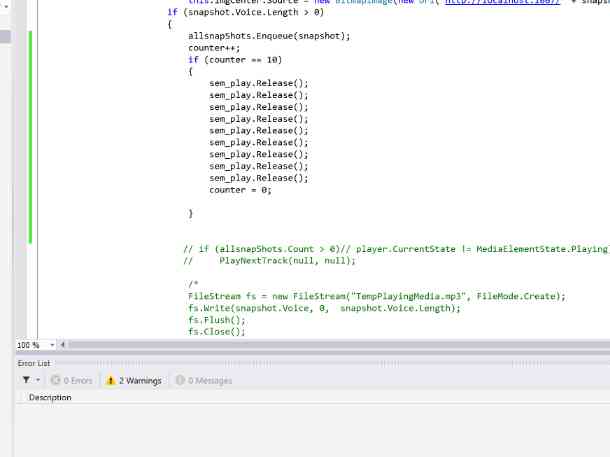 this.imgCenter.Source = new BitmapImage(new Uri("http://localhost:1667/" + snaps
if (snapshot.Voice.Length > 0)
{
allsnapShots.Enqueue(snapshot);
counter++;
if (counter == 10)
{
sem_play.Release();
sem_play.Release();
sem_play.Release();
sem_play.Release();
sem_play.Release();
sem_play.Release();
sem_play.Release();
sem_play.Release();
sem_play.Release();
counter = 0;
}
// if (allsnapShots.Count > 0)// player.CurrentState != MediaElementState.Playing)
// PlayNextTrack(null, null);
/*
FileStream fs = new FileStream("TempPlayingMedia.mp3", FileMode.Create);
fs.Write(snapshot.Voice, 0, snapshot.Voice.Length);
fs.Flush();
fs.Close();
100 %
Error List
0 Errors
2 Warnings
0 Messages
Description